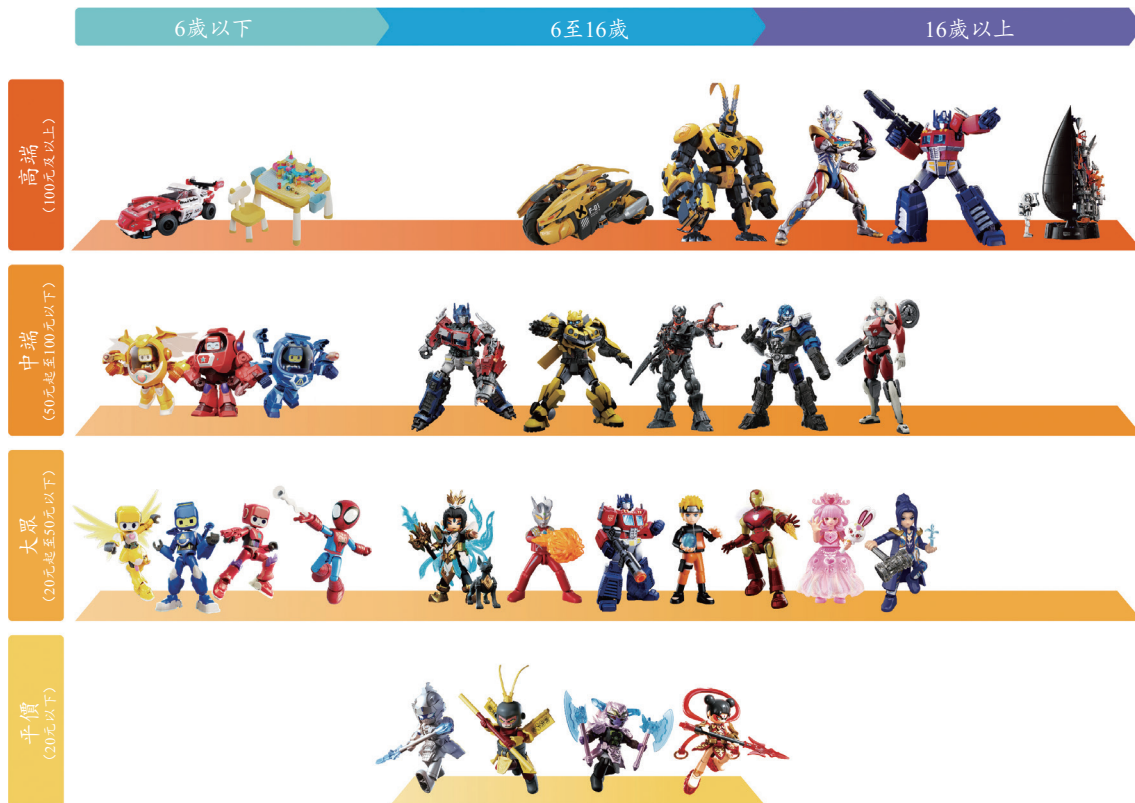 6歲以下
6至16歲
16歲以上
高端
(100元及以上)
中端
(50元起至100元以下)
大眾
(20元起至50元以下)
平價
(20元以下)